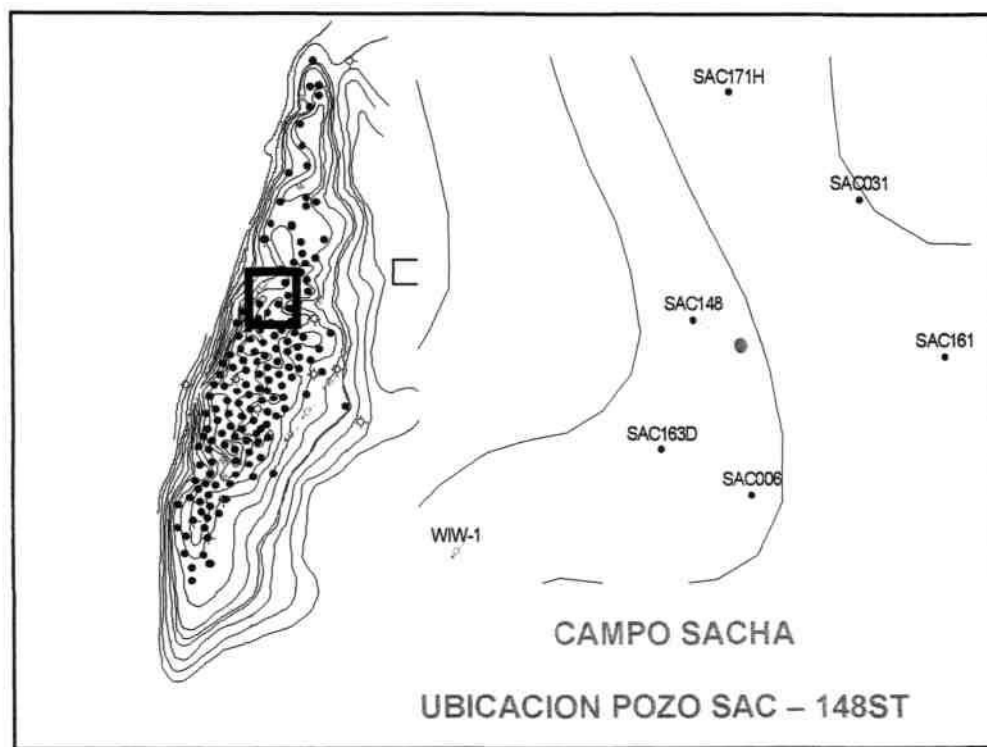 SAC171H
SAC031
SAC148
SAC161
SAC163D
SAC006
WIW-1
CAMPO SACHA
UBICACION POZO SAC – 148ST